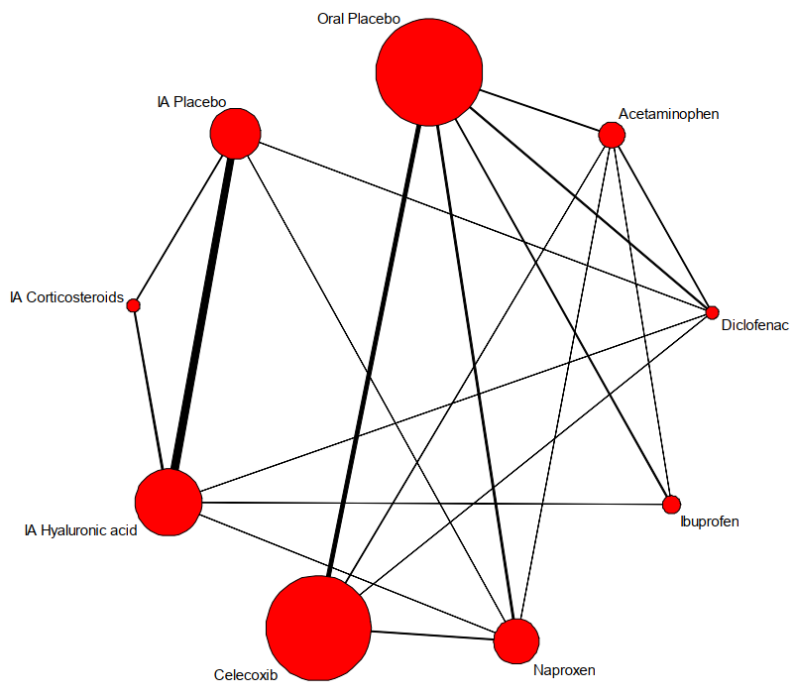 Oral Placebo
IA Placebo
Acetaminophen
IA Corticosteroids
Diclofenac
IA Hyaluronic acid
Ibuprofen
Celecoxib
Naproxen